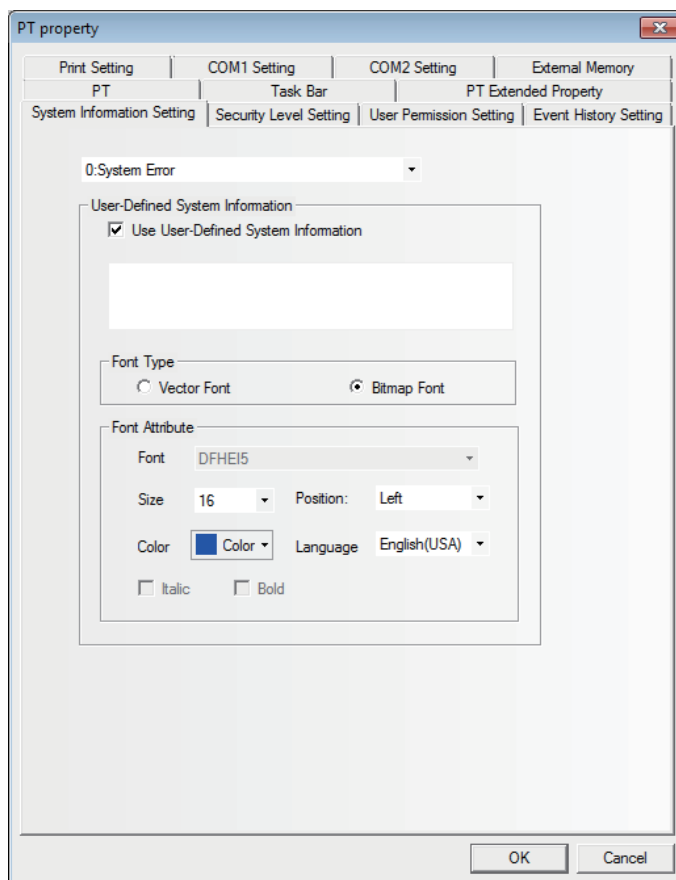 PT property
Print Setting COM1 Setting COM2 Setting External Memory
PT Task Bar PT Extended Property
System Information Setting Security Level Setting User Permission Setting Event History Setting
0:System Error
User-Defined System Information
Use User-Defined System Information
Font Type
Vector Font Bitmap Font
Font Attribute
Font DFHEI5
Size 16 Position: Left
Color Color Language English(USA)
Italic Bold
OK Cancel